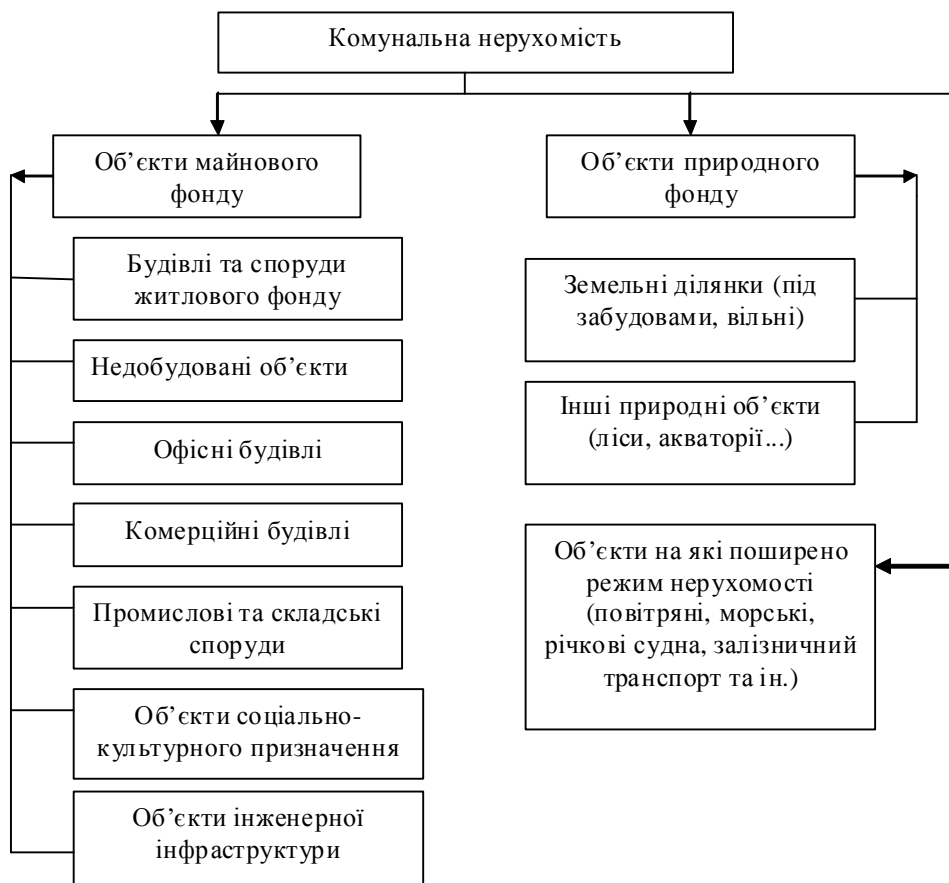 Комунальна нерухомість
Об’єкти майнового
фонду
Будівлі та споруди
житлового фонду
Недобудовані об’єкти
Офісні будівлі
Комерційні будівлі
Промислові та складські
споруди
Об’єкти соціально-
культурного призначення
Об’єкти інженерної
інфраструктури
Об’єкти природного
фонду
Земельні ділянки (під
забудовами, вільні)
Інші природні об’єкти
(ліси, акваторії...)
Об’єкти на які поширено
режим нерухомості
(повітряні, морські,
річкові судна, залізничний
транспорт та ін.)